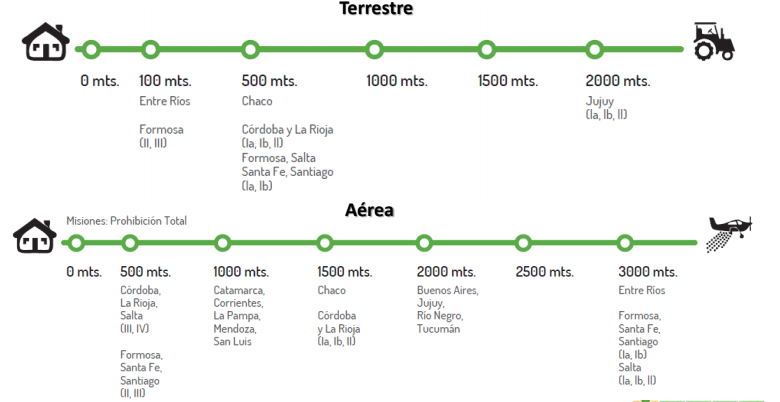 Terrestre
0 mts.
100 mts.
500 mts.
1000 mts.
1500 mts.
2000 mts.
Entre Ríos
Formosa
(II, III)
Chaco
Córdoba y La Rioja
(Ia, Ib, II)
Formosa, Salta
Santa Fe, Santiago
(Ia, Ib)
Jujuy
(Ia, Ib, II)
Aérea
Misiones: Prohibición Total
0 mts.
500 mts.
1000 mts.
1500 mts.
2000 mts.
2500 mts.
3000 mts.
Córdoba,
La Rioja,
Salta
(III, IV)
Formosa,
Santa Fe,
Santiago
(II, III)
Catamarca,
Corrientes,
La Pampa,
Mendoza,
San Luis
Chaco
Córdoba
y La Rioja
(Ia, Ib, II)
Buenos Aires,
Jujuy,
Río Negro,
Tucumán
Entre Ríos
Formosa,
Santa Fe,
Santiago
(Ia, Ib)
Salta
(Ia, Ib, II)